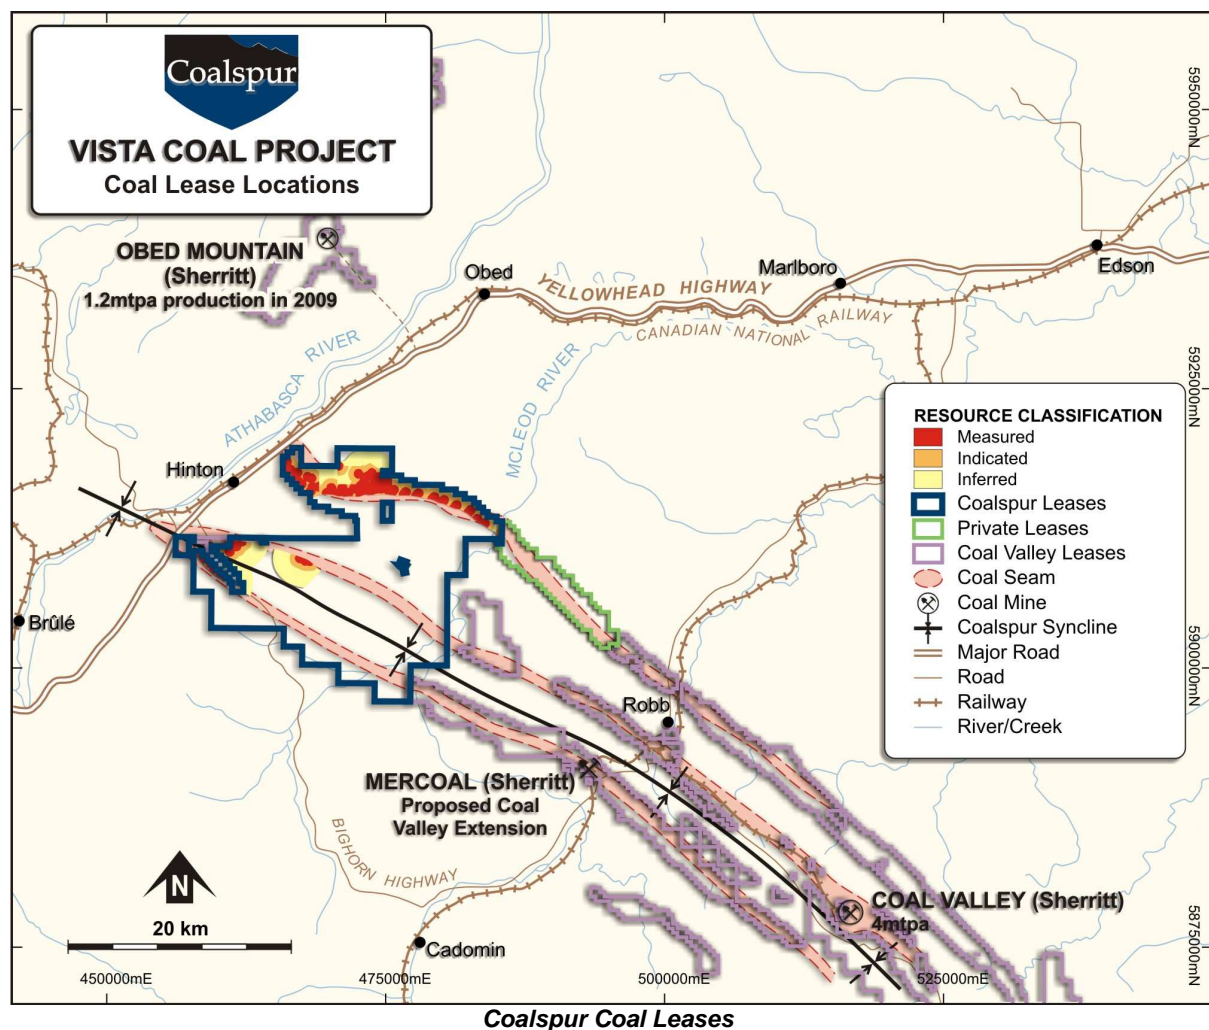 Coalspur
VISTA COAL PROJECT
Coal Lease Locations
5950000mN
OBED MOUNTAIN
(Sherritt)
1.2mtpa production in 2009
Obed
YELLOWHEAD HIGHWAY
Marlboro
Edson
CANADIAN NATIONAL RAILWAY
ATHABASCA RIVER
MCLEOD RIVER
5925000mN
Hinton
Brûlé
RESOURCE CLASSIFICATION
Measured
Indicated
Inferred
Coalspur Leases
Private Leases
Coal Valley Leases
Coal Seam
Coal Mine
Coalspur Syncline
Major Road
Road
Railway
River/Creek
5900000mN
Robb
MERCOAL (Sherritt)
Proposed Coal
Valley Extension
BIGHORN HIGHWAY
N
20 km
COAL VALLEY (Sherritt)
4mtpa
Cadomin
5875000mN
450000mE
475000mE
500000mE
525000mE
Coalspur Coal Leases